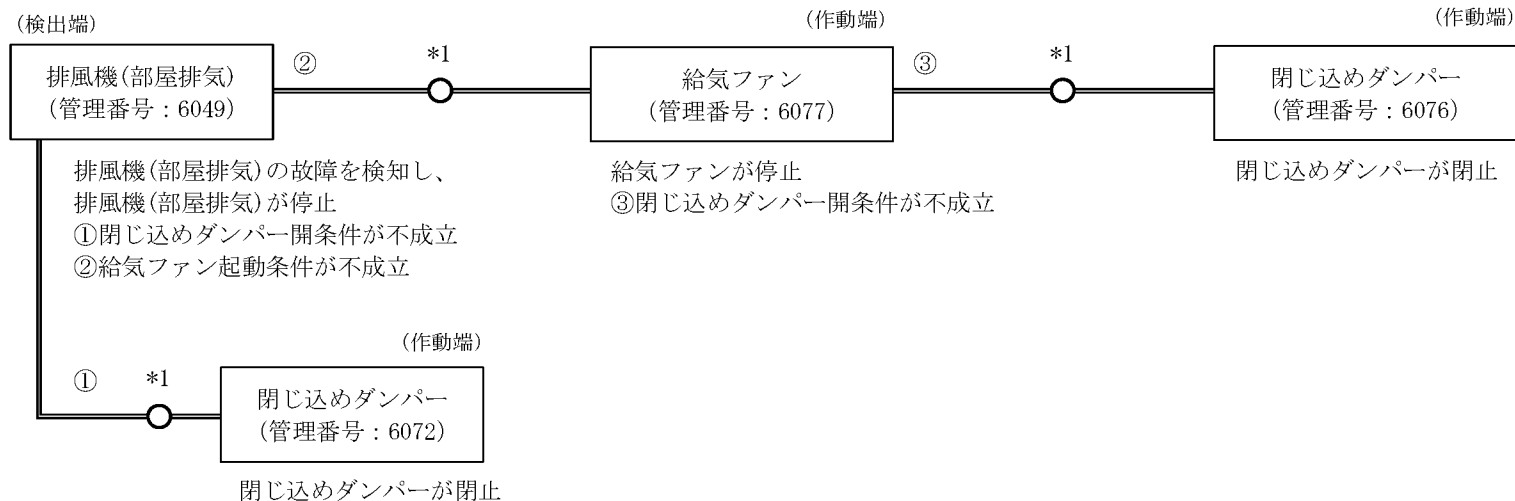 (検出端)
排風機(部屋排気)
(管理番号：6049)
②
*1
(作動端)
給気ファン
(管理番号：6077)
③
*1
(作動端)
閉じ込めダンパー
(管理番号：6076)
排風機(部屋排気)の故障を検知し、
排風機(部屋排気)が停止
①閉じ込めダンパー開条件が不成立
②給気ファン起動条件が不成立
給気ファンが停止
③閉じ込めダンパー開条件が不成立
閉じ込めダンパーが閉止
①
*1
(作動端)
閉じ込めダンパー
(管理番号：6072)
閉じ込めダンパーが閉止